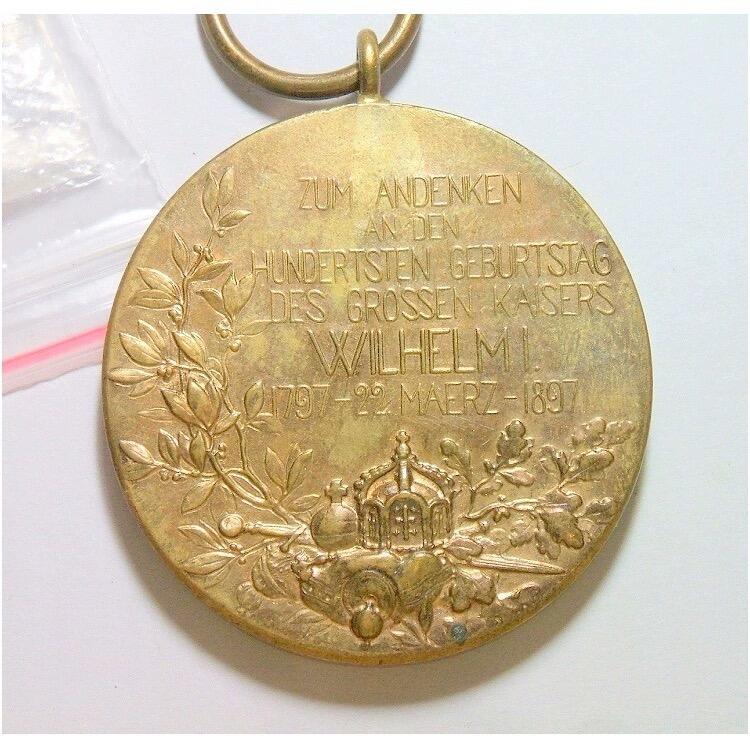 ZUM ANDENKEN
AN DEN
HUNDERTSTEN GEBURTSTAG
DES GROSSEN KAISERS
WILHELM I.
1797-22 MAERZ-1897